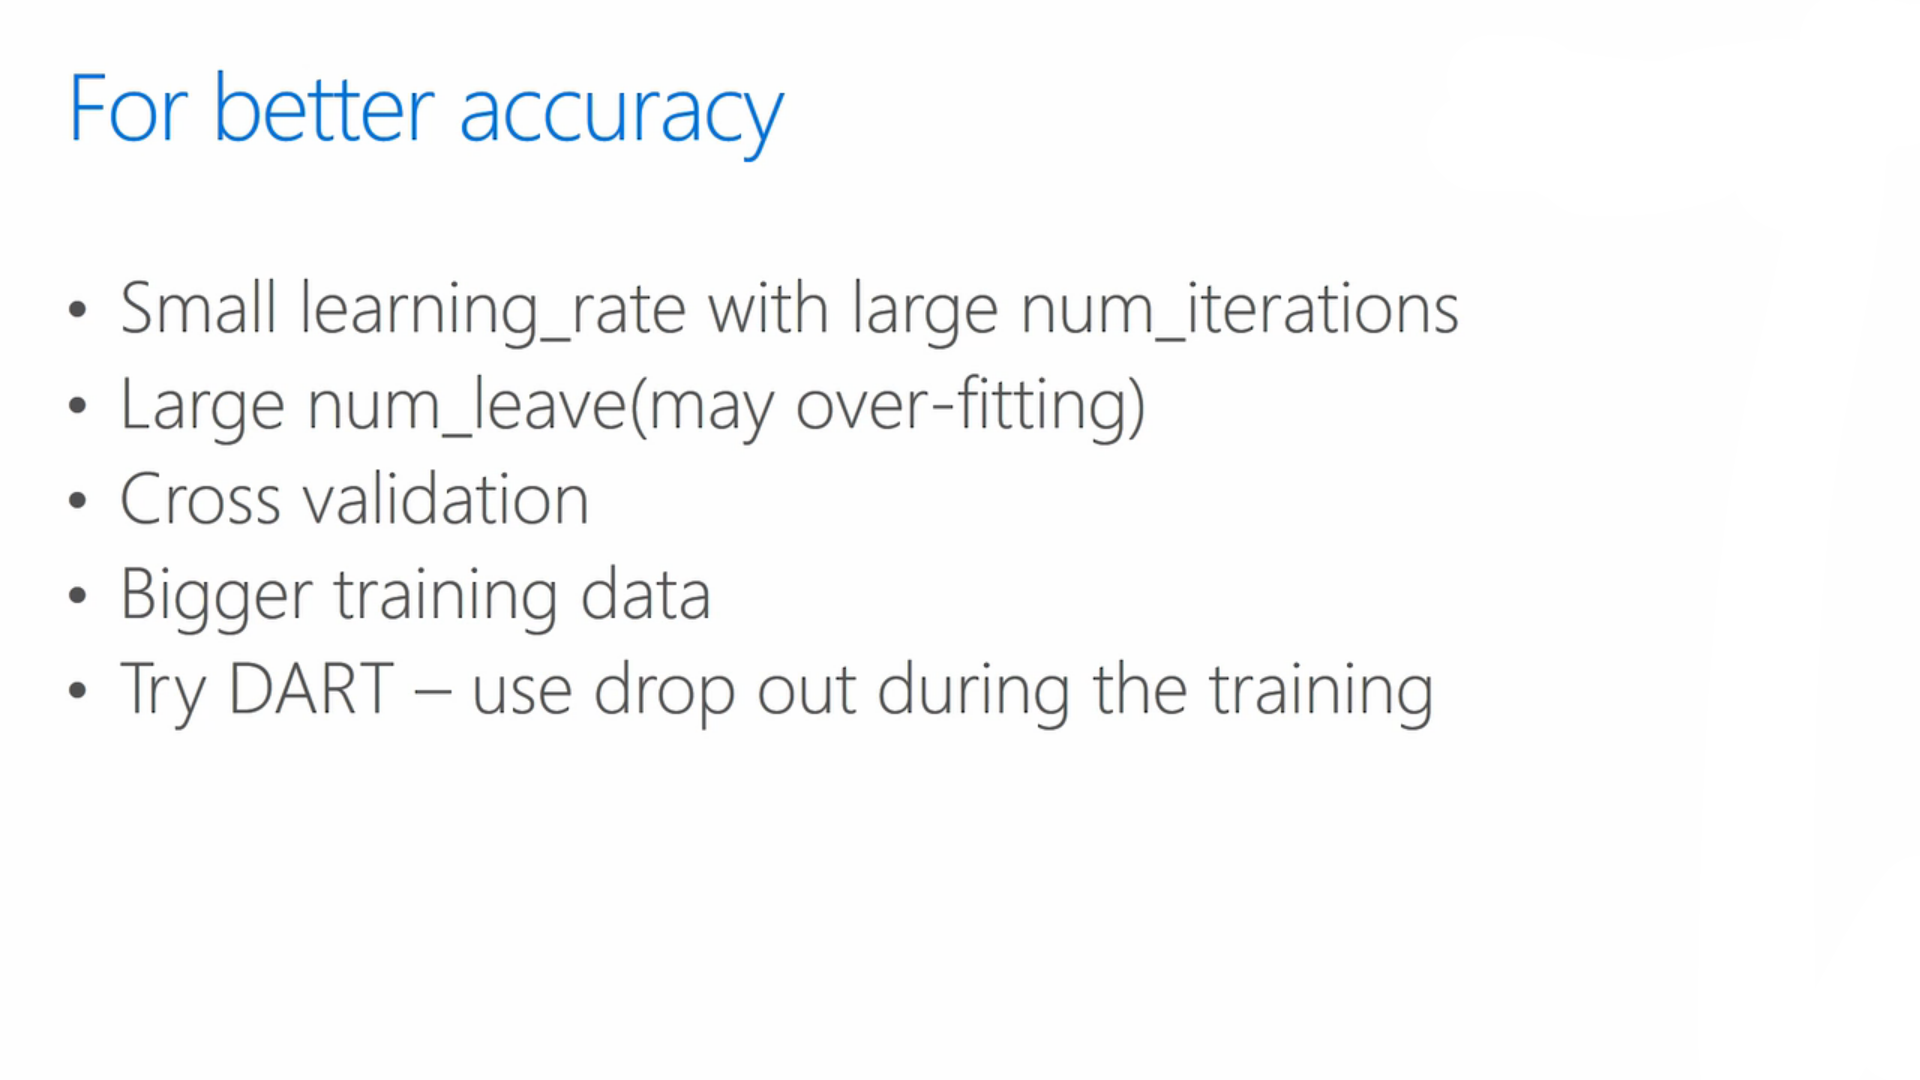 For better accuracy
• Small learning_rate with large num_iterations
• Large num_leave(may over-fitting)
• Cross validation
• Bigger training data
• Try DART – use drop out during the training